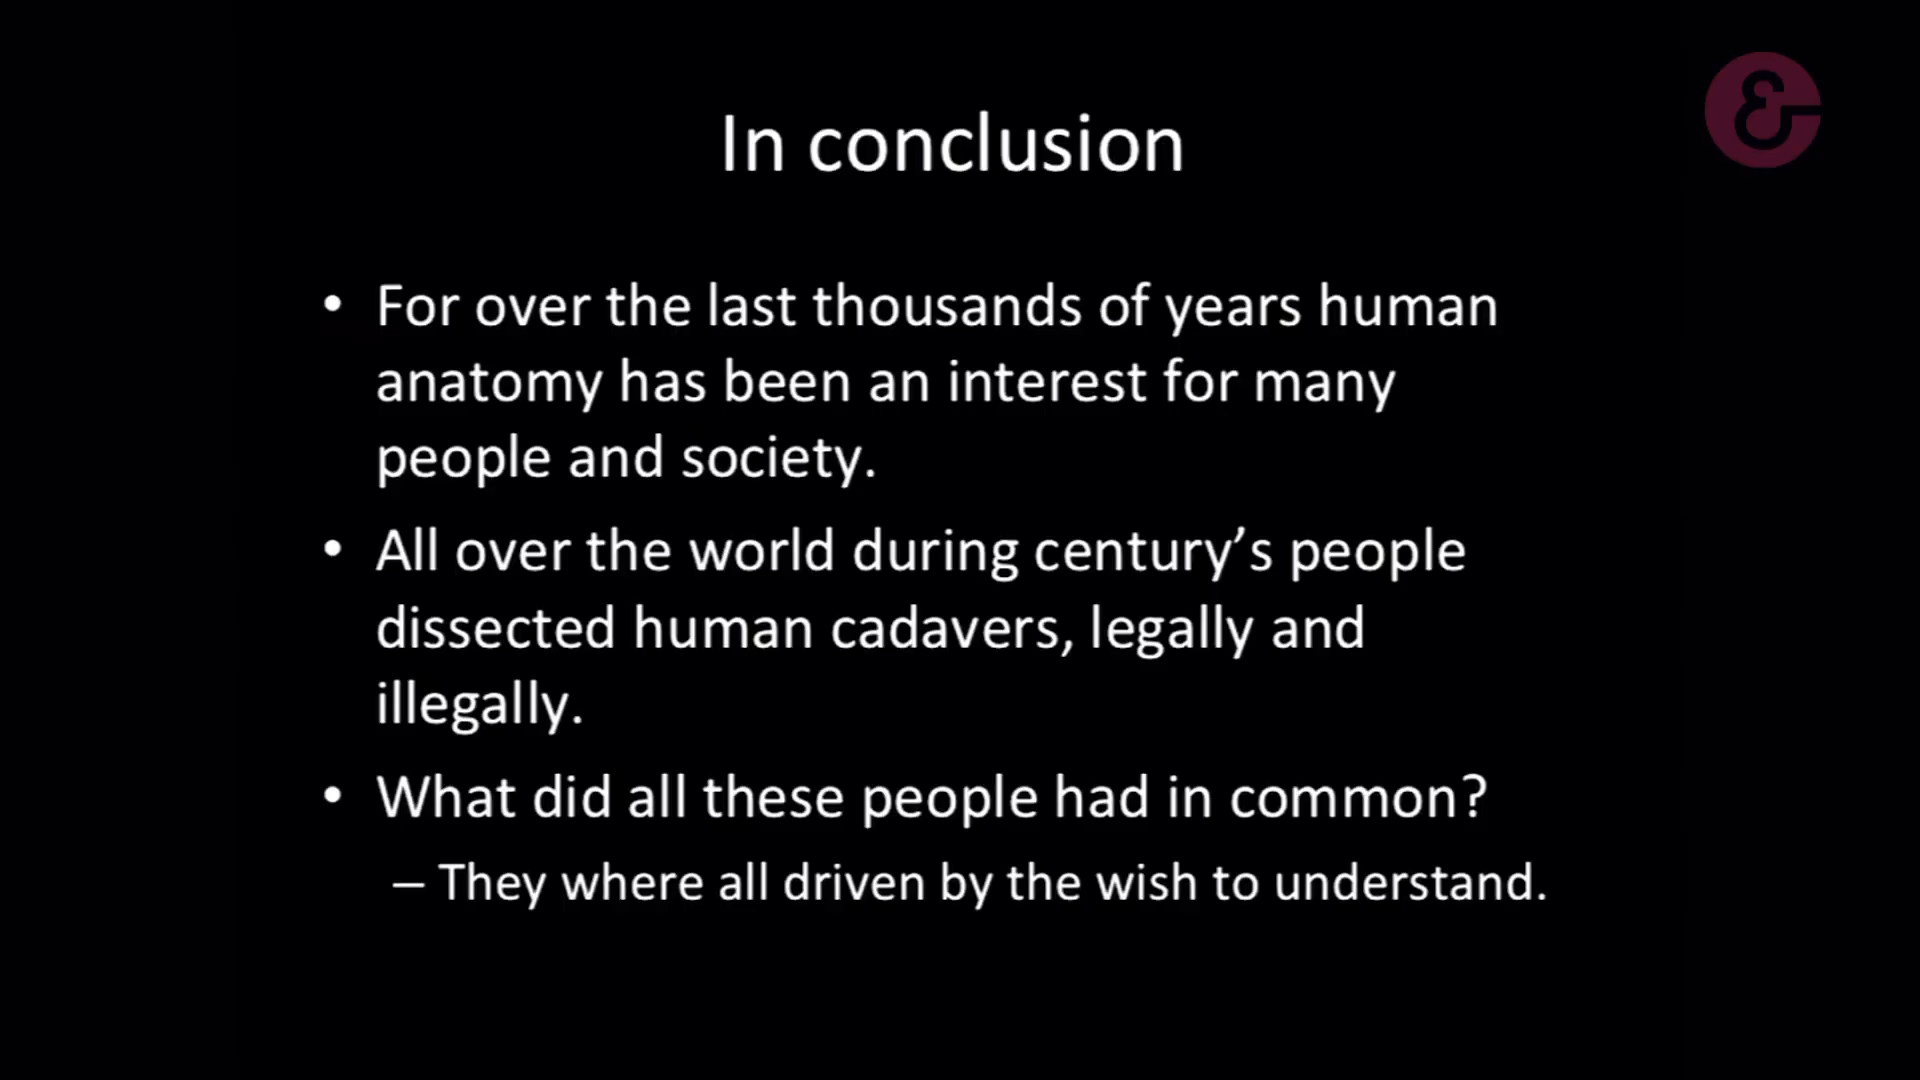 &
In conclusion
• For over the last thousands of years human
anatomy has been an interest for many
people and society.
• All over the world during century’s people
dissected human cadavers, legally and
illegally.
• What did all these people had in common?
– They where all driven by the wish to understand.